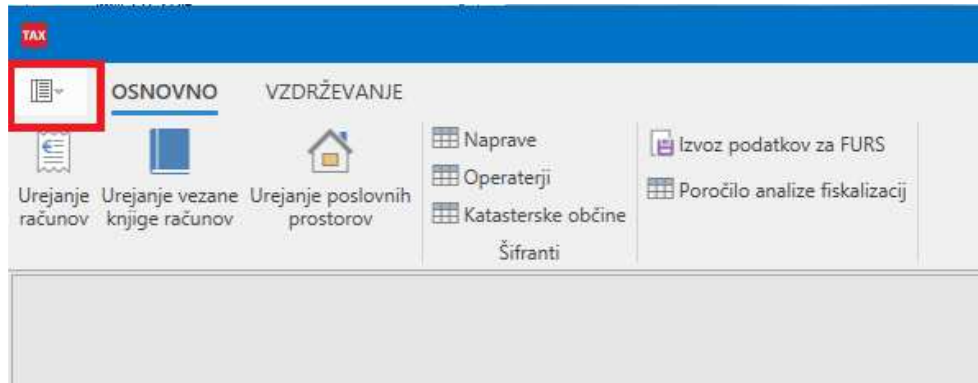 TAX
OSNOVNO VZDRŽEVANJE
Urejanje
računov
Urejanje vezane
knjige računov
Urejanje poslovnih
prostorov
Naprave
Operaterji
Katasterske občine
Šifranti
Izvoz podatkov za FURS
Poročilo analize fiskalizacij